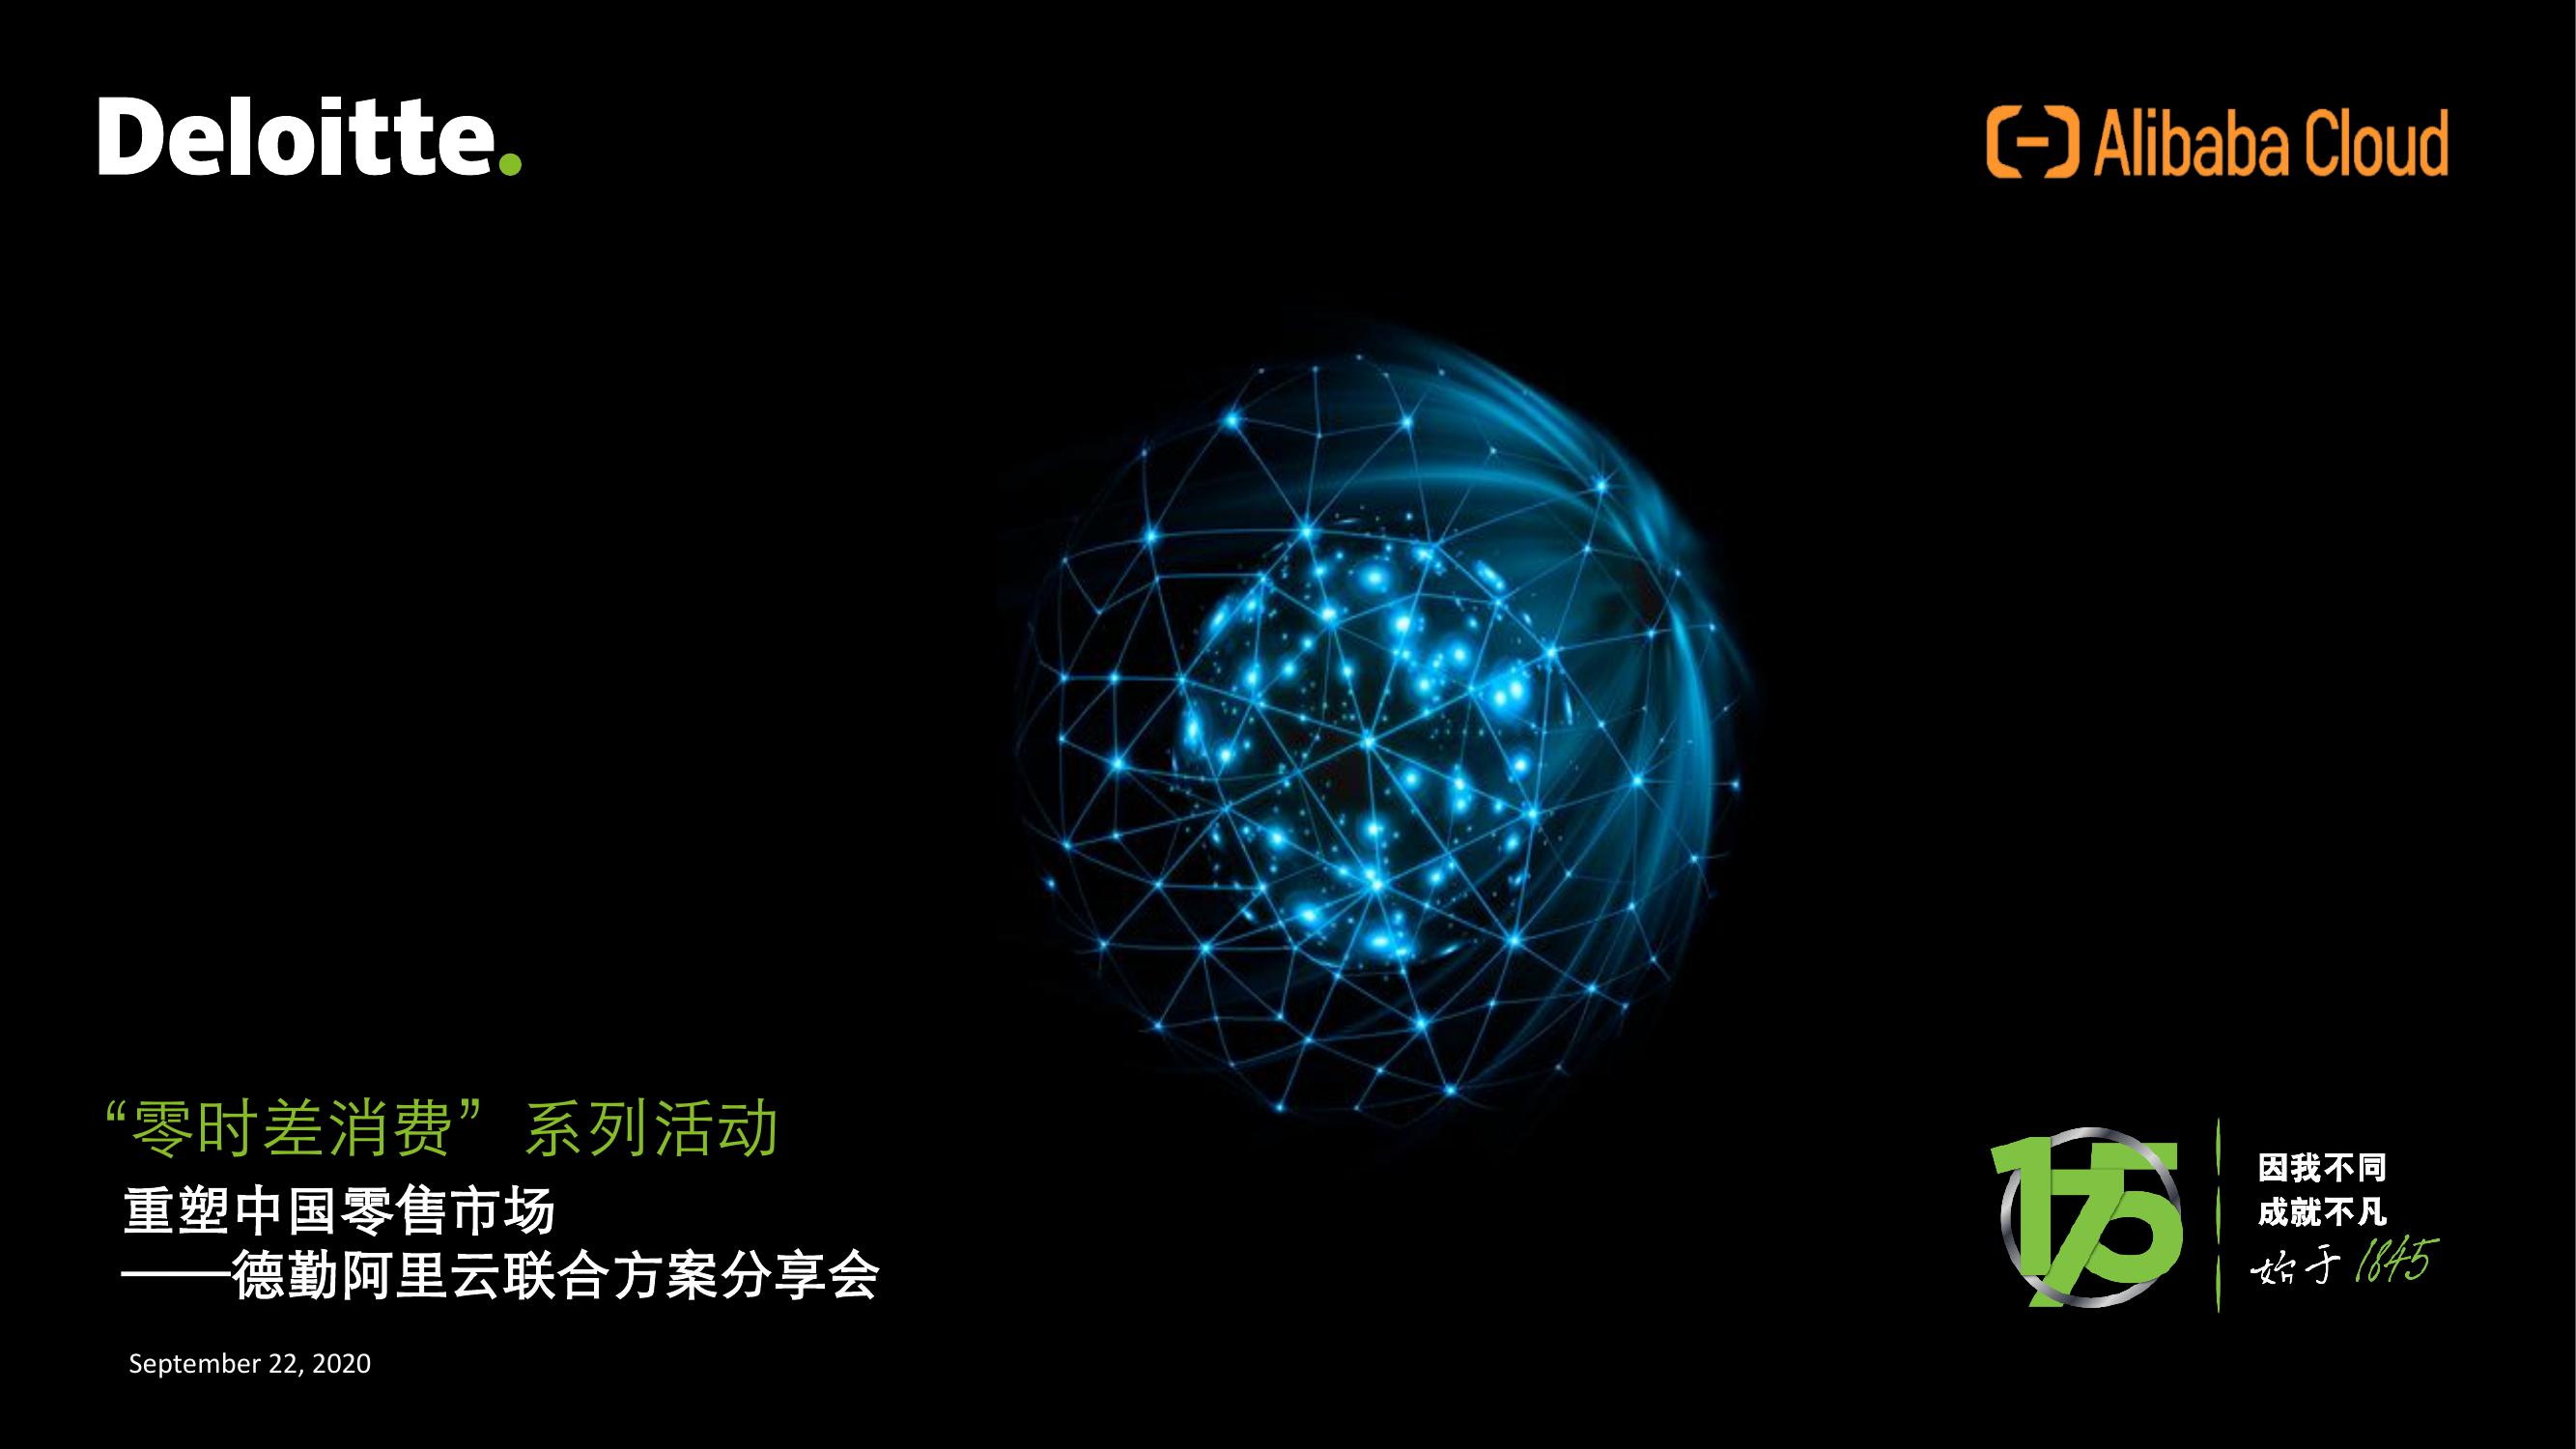 Deloitte.
Alibaba Cloud
“零时差消费”系列活动
重塑中国零售市场
——德勤阿里云联合方案分享会
September 22, 2020
175
因我不同
成就不凡
始于1845